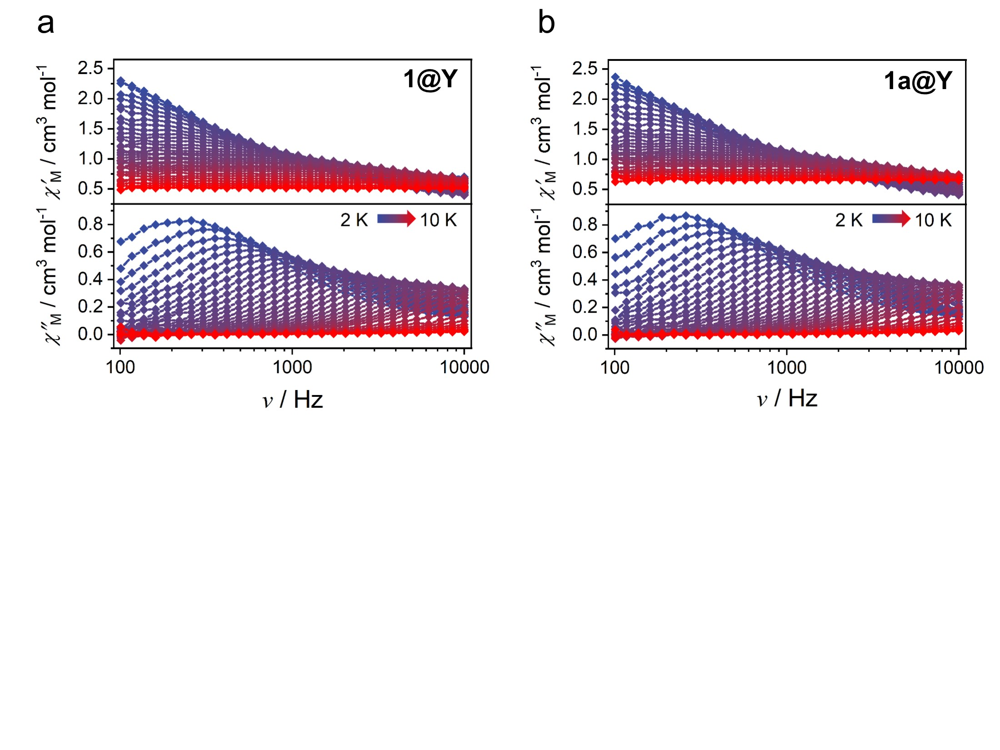 a
2.5
2.0
1.5
1.0
0.5
χ′M / cm³ mol⁻¹
1@Y
0.8
0.6
0.4
0.2
0.0
χ″M / cm³ mol⁻¹
2 K 10 K
100 1000 10000
ν / Hz
b
2.5
2.0
1.5
1.0
0.5
χ′M / cm³ mol⁻¹
1a@Y
0.8
0.6
0.4
0.2
0.0
χ″M / cm³ mol⁻¹
2 K 10 K
100 1000 10000
ν / Hz